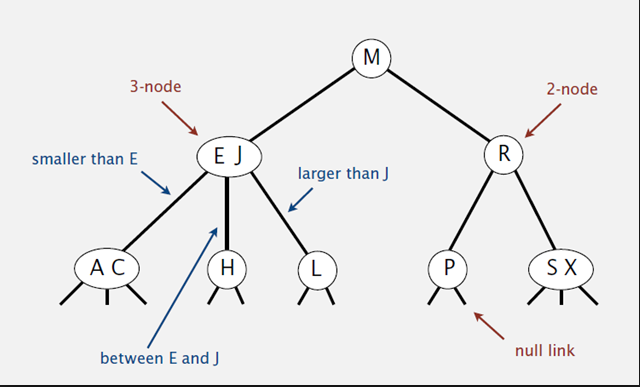 M
3-node
2-node
E J
R
smaller than E
larger than J
A C
H
L
P
S X
between E and J
null link